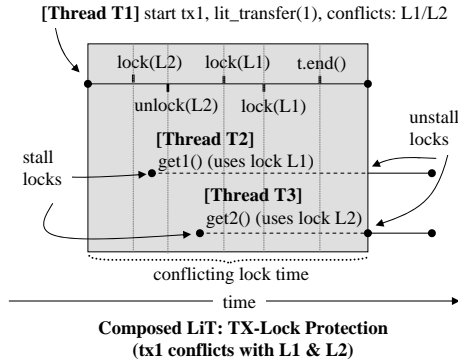 [Thread T1] start tx1, lit_transfer(1), conflicts: L1/L2
lock(L2) lock(L1) t.end()
unlock(L2) lock(L1)
[Thread T2]
get1() (uses lock L1)
stall
locks
unstall
locks
[Thread T3]
get2() (uses lock L2)
conflicting lock time
time
Composed LiT: TX-Lock Protection
(tx1 conflicts with L1 & L2)